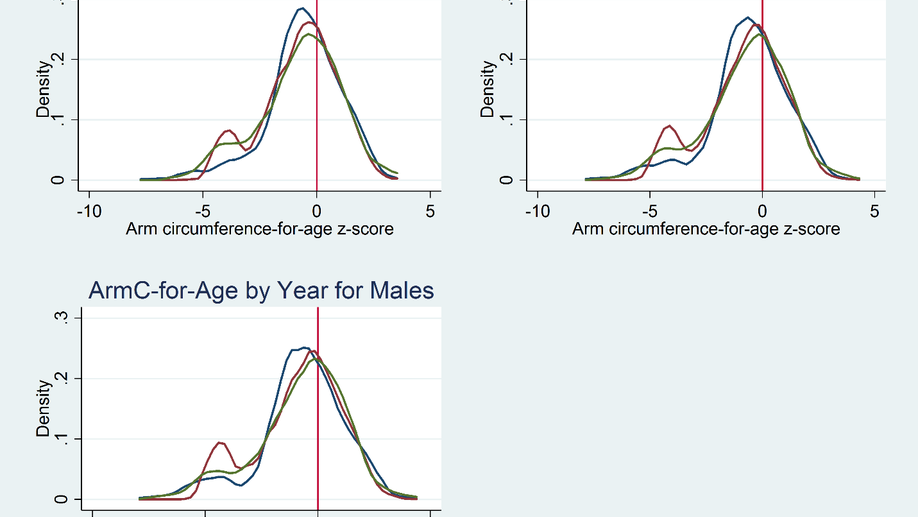 .2
.1
0
Density
-10 -5 0 5
Arm circumference-for-age z-score
.2
.1
0
Density
-10 -5 0 5
Arm circumference-for-age z-score
ArmC-for-Age by Year for Males
.3
.2
.1
0
Density